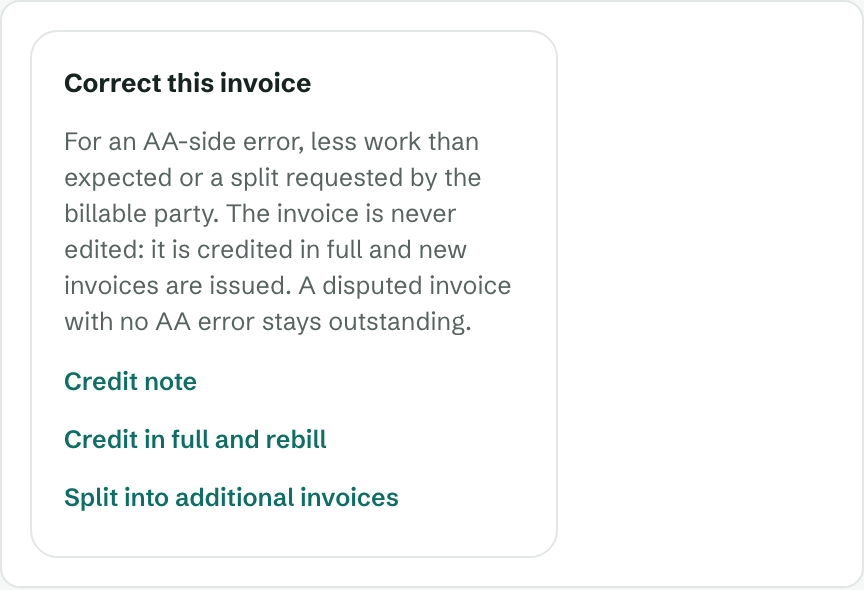 Correct this invoice
For an AA-side error, less work than
expected or a split requested by the
billable party. The invoice is never
edited: it is credited in full and new
invoices are issued. A disputed invoice
with no AA error stays outstanding.
Credit note
Credit in full and rebill
Split into additional invoices